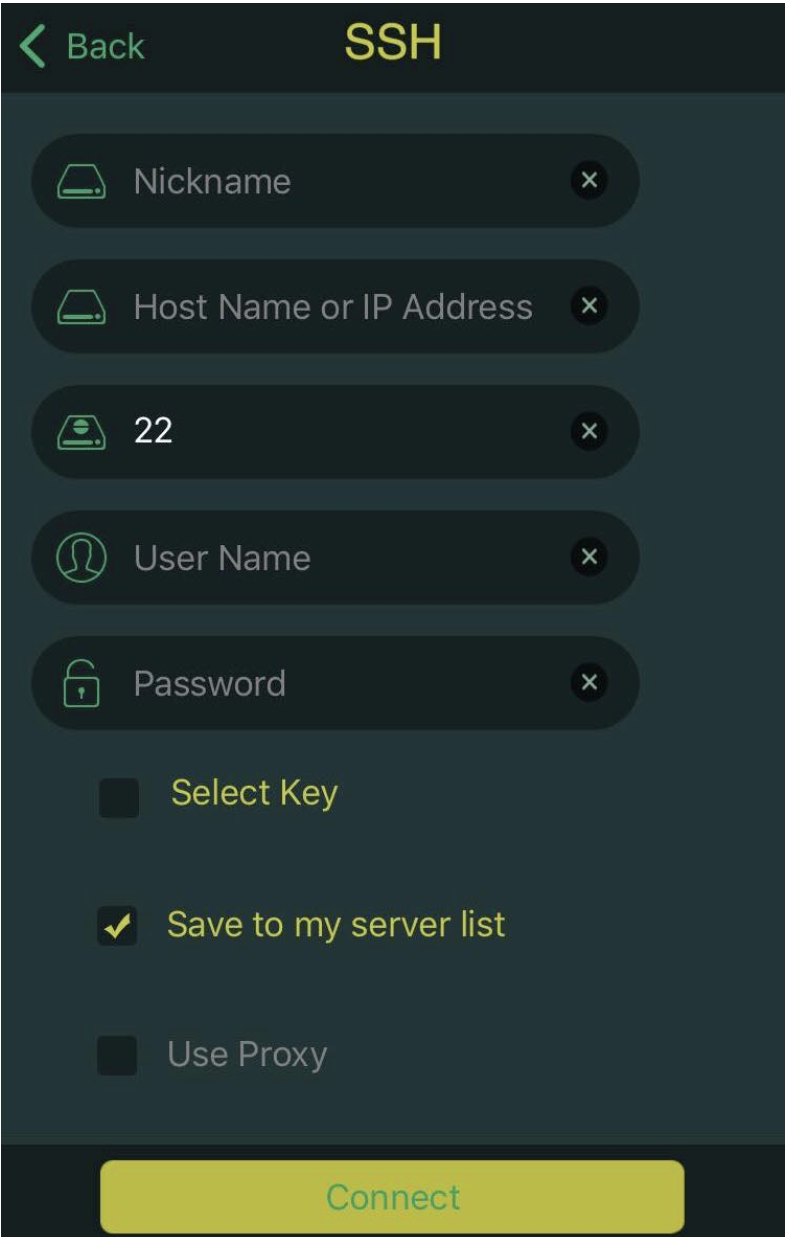 Back
SSH
Nickname
Host Name or IP Address
22
User Name
Password
Select Key
Save to my server list
Use Proxy
Connect